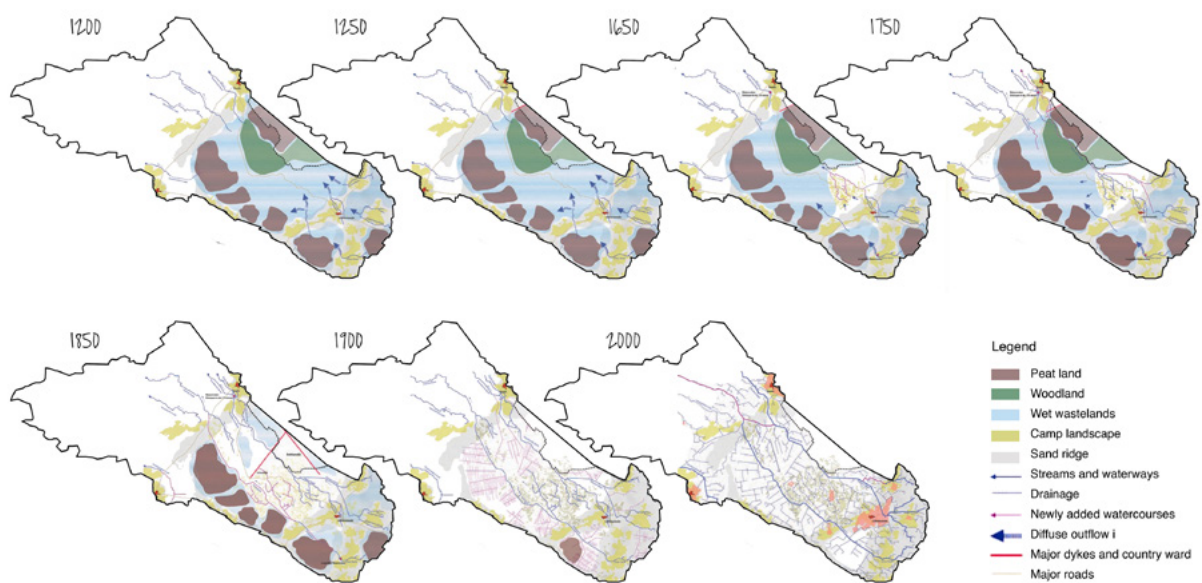 1200
1250
1650
1750
1850
1900
2000
Legend
Peat land
Woodland
Wet wastelands
Camp landscape
Sand ridge
Streams and waterways
Drainage
Newly added watercourses
Diffuse outflow i
Major dykes and country ward
Major roads